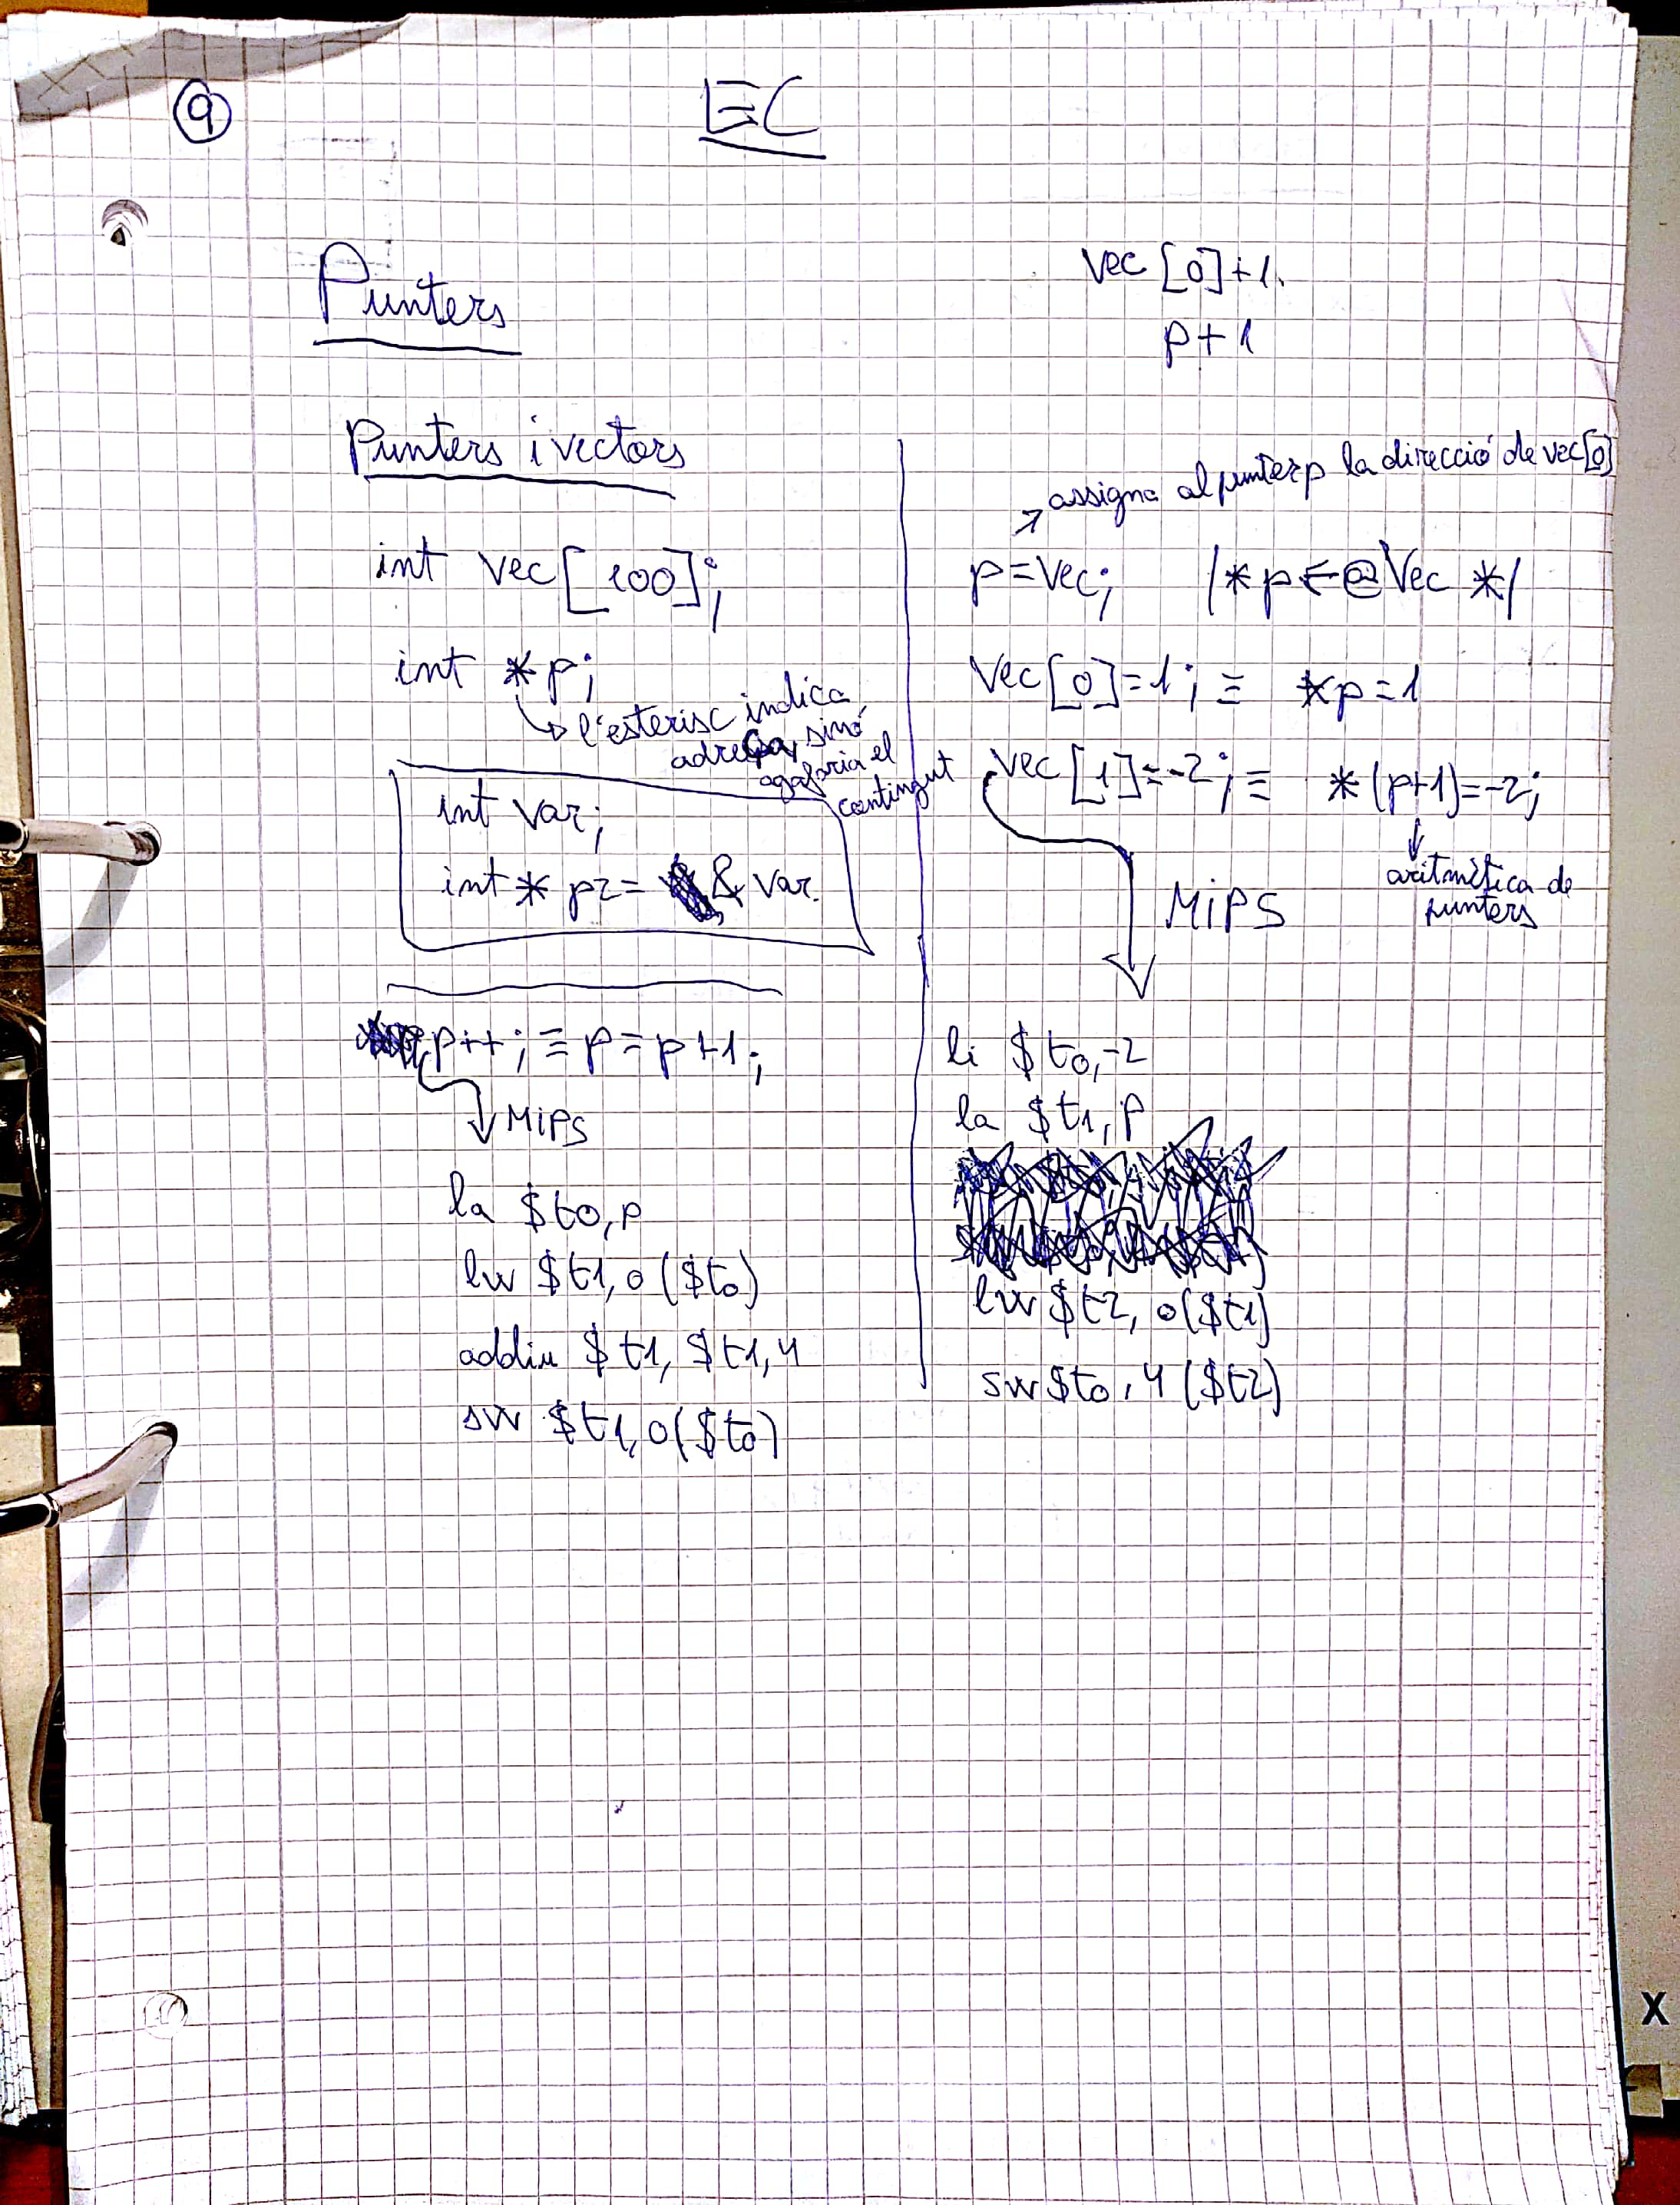 9
EC
Punters
vec[0]+1.
p+1
Punters i vectors
int vec[100];
int *p;
↳ l'esterisc indica
adreça, sinó
agafaria el
contingut
int var;
int* p2= & var.
p++; ≡ p=p+1;
↓ MiPS
la $t0,p
lw $t1, 0($t0)
addiu $t1, $t1, 4
sw $t1, 0($t0)
↗ assigna al punter p la direcció de vec[0]
p=vec; /*p←@Vec */
Vec[0]=1; ≡ *p=1
vec[1]=-2; ≡ *(p+1)=-2;
↓
aritmètica de
punters
MiPS
li $t0,-2
la $t1, p
lw $t2, 0($t1)
sw $t0, 4($t2)
X